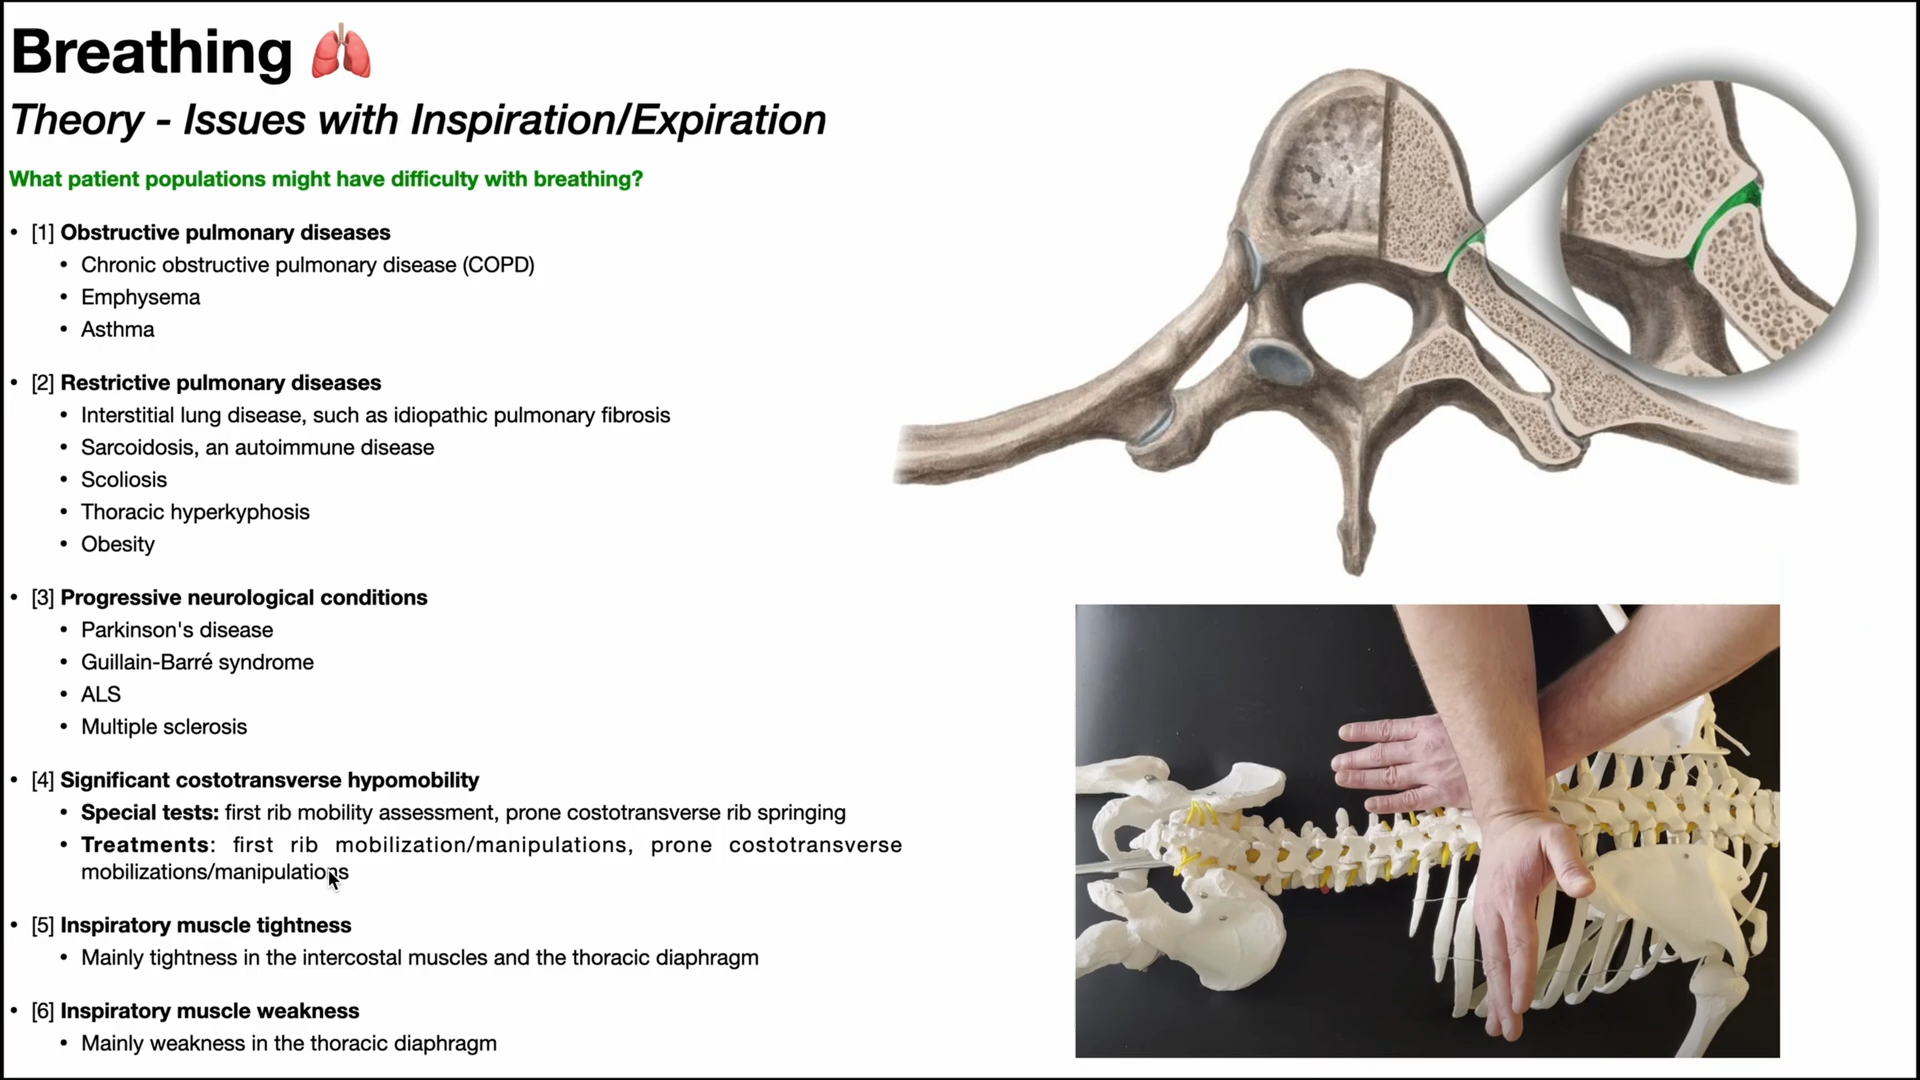 Breathing 🫁
Theory - Issues with Inspiration/Expiration
What patient populations might have difficulty with breathing?
• [1] Obstructive pulmonary diseases
• Chronic obstructive pulmonary disease (COPD)
• Emphysema
• Asthma
• [2] Restrictive pulmonary diseases
• Interstitial lung disease, such as idiopathic pulmonary fibrosis
• Sarcoidosis, an autoimmune disease
• Scoliosis
• Thoracic hyperkyphosis
• Obesity
• [3] Progressive neurological conditions
• Parkinson's disease
• Guillain-Barré syndrome
• ALS
• Multiple sclerosis
• [4] Significant costotransverse hypomobility
• Special tests: first rib mobility assessment, prone costotransverse rib springing
• Treatments: first rib mobilization/manipulations, prone costotransverse
mobilizations/manipulations
• [5] Inspiratory muscle tightness
• Mainly tightness in the intercostal muscles and the thoracic diaphragm
• [6] Inspiratory muscle weakness
• Mainly weakness in the thoracic diaphragm